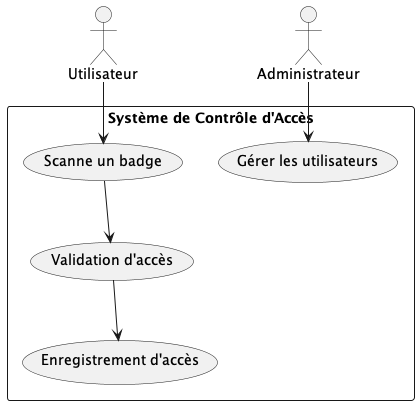 Utilisateur
Administrateur
Système de Contrôle d'Accès
Scanne un badge
Gérer les utilisateurs
Validation d'accès
Enregistrement d'accès